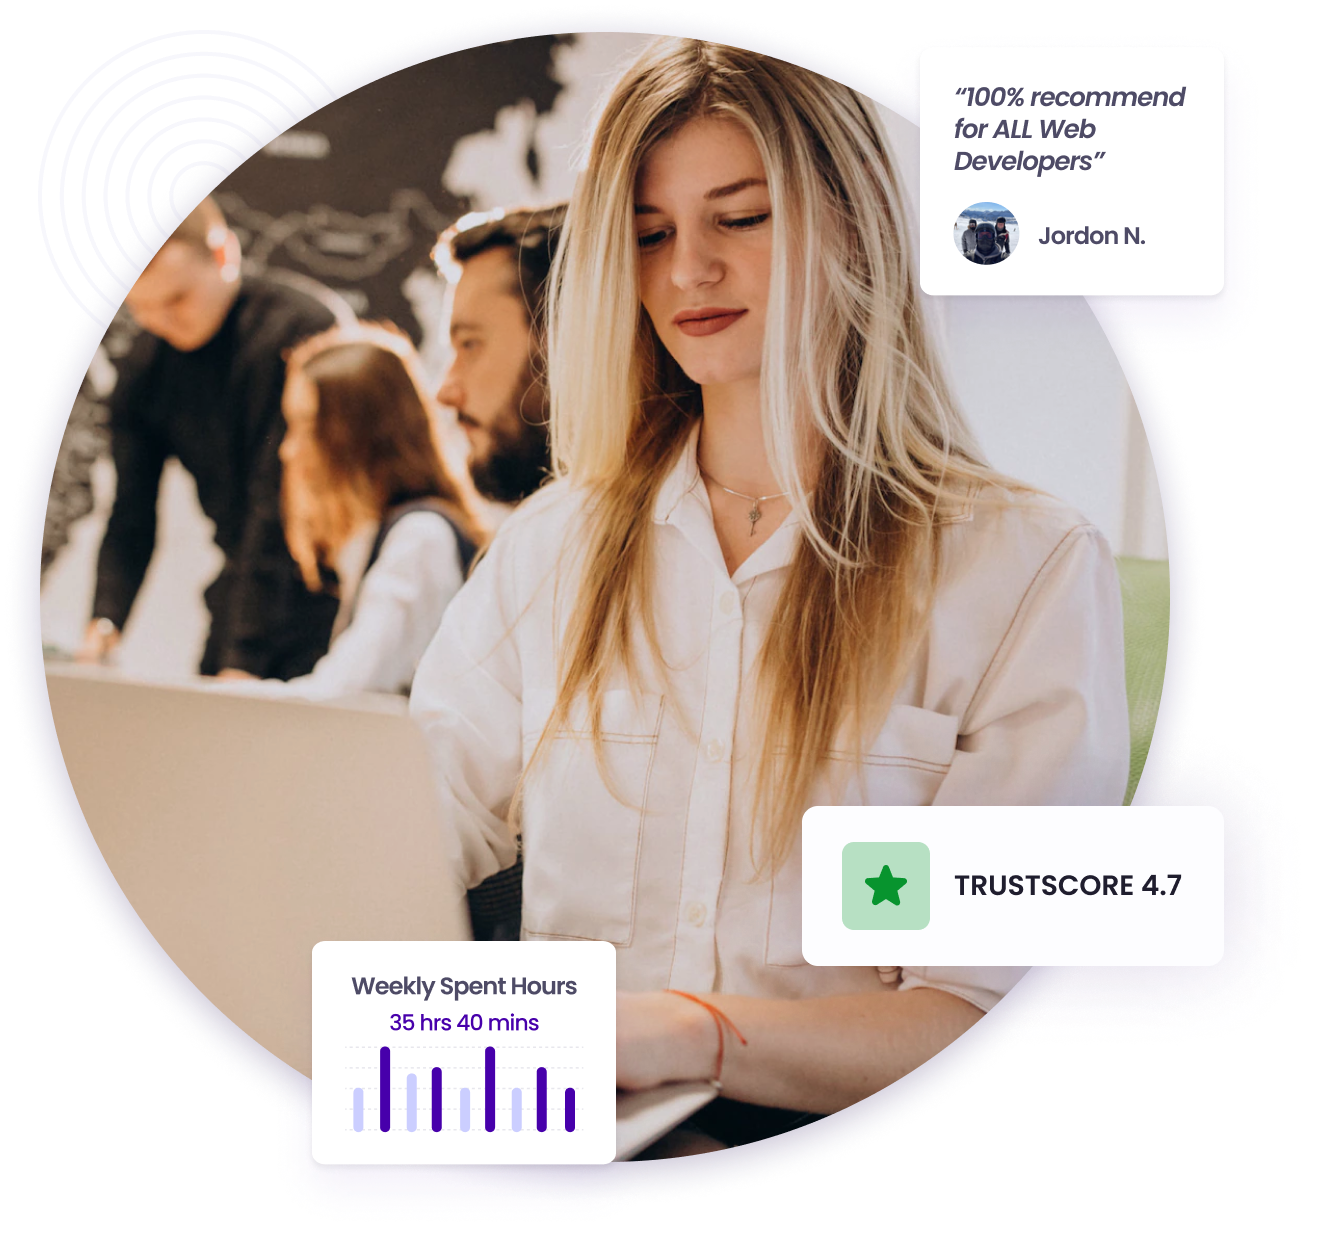 “100% recommend
for ALL Web
Developers”
Jordon N.
TRUSTSCORE 4.7
Weekly Spent Hours
35 hrs 40 mins